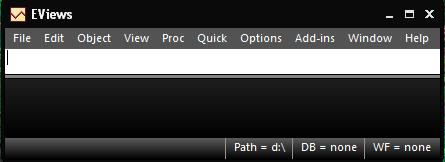 EViews
File Edit Object View Proc Quick Options Add-ins Window Help
Path = d:\ DB = none WF = none